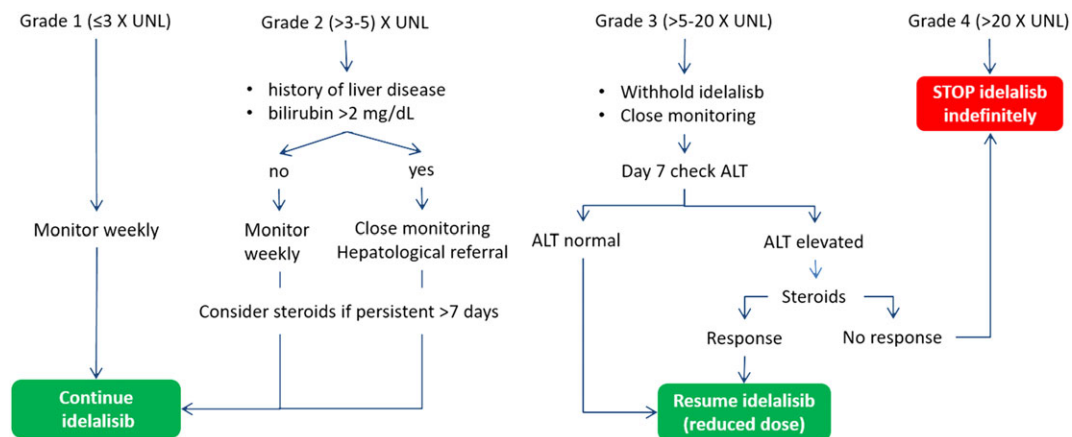 Grade 1 (≤3 X UNL)
Grade 2 (>3-5) X UNL
Grade 3 (>5-20 X UNL)
Grade 4 (>20 X UNL)
• history of liver disease
• bilirubin >2 mg/dL
• Withhold idelalisb
• Close monitoring
STOP idelalisb
indefinitely
no
yes
Day 7 check ALT
Monitor weekly
Monitor
weekly
Close monitoring
Hepatological referral
ALT normal
ALT elevated
Steroids
Consider steroids if persistent >7 days
Response
No response
Continue
idelalisib
Resume idelalisib
(reduced dose)